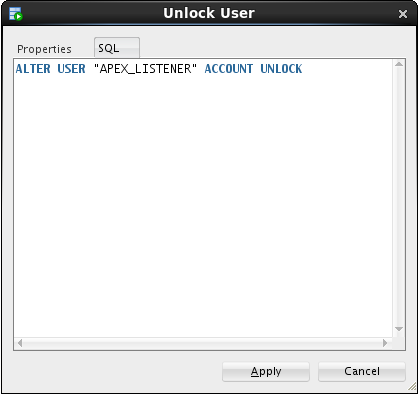 Unlock User
Properties SQL
ALTER USER "APEX_LISTENER" ACCOUNT UNLOCK
Apply Cancel